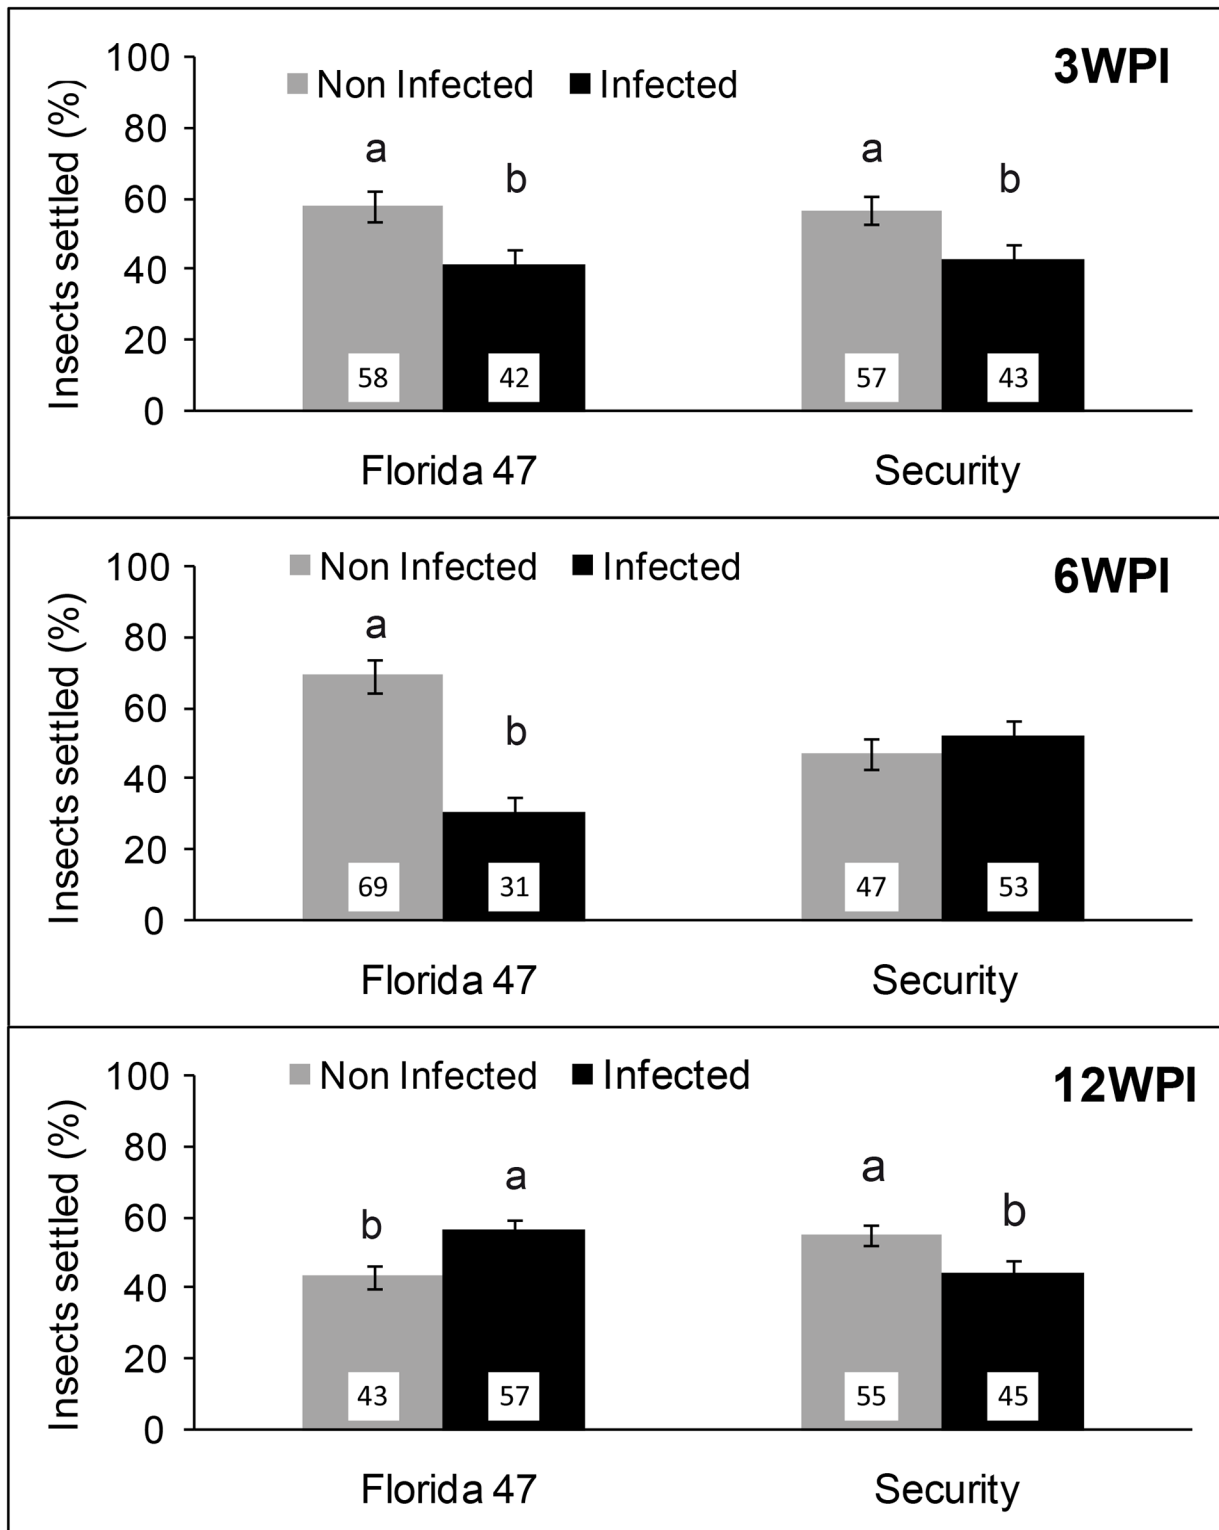 3WPI
Non Infected Infected
Insects settled (%)
100
80
60
40
20
0
a b a b
58 42 57 43
Florida 47 Security
6WPI
Non Infected Infected
Insects settled (%)
100
80
60
40
20
0
a b
69 31 47 53
Florida 47 Security
12WPI
Non Infected Infected
Insects settled (%)
100
80
60
40
20
0
b a a b
43 57 55 45
Florida 47 Security